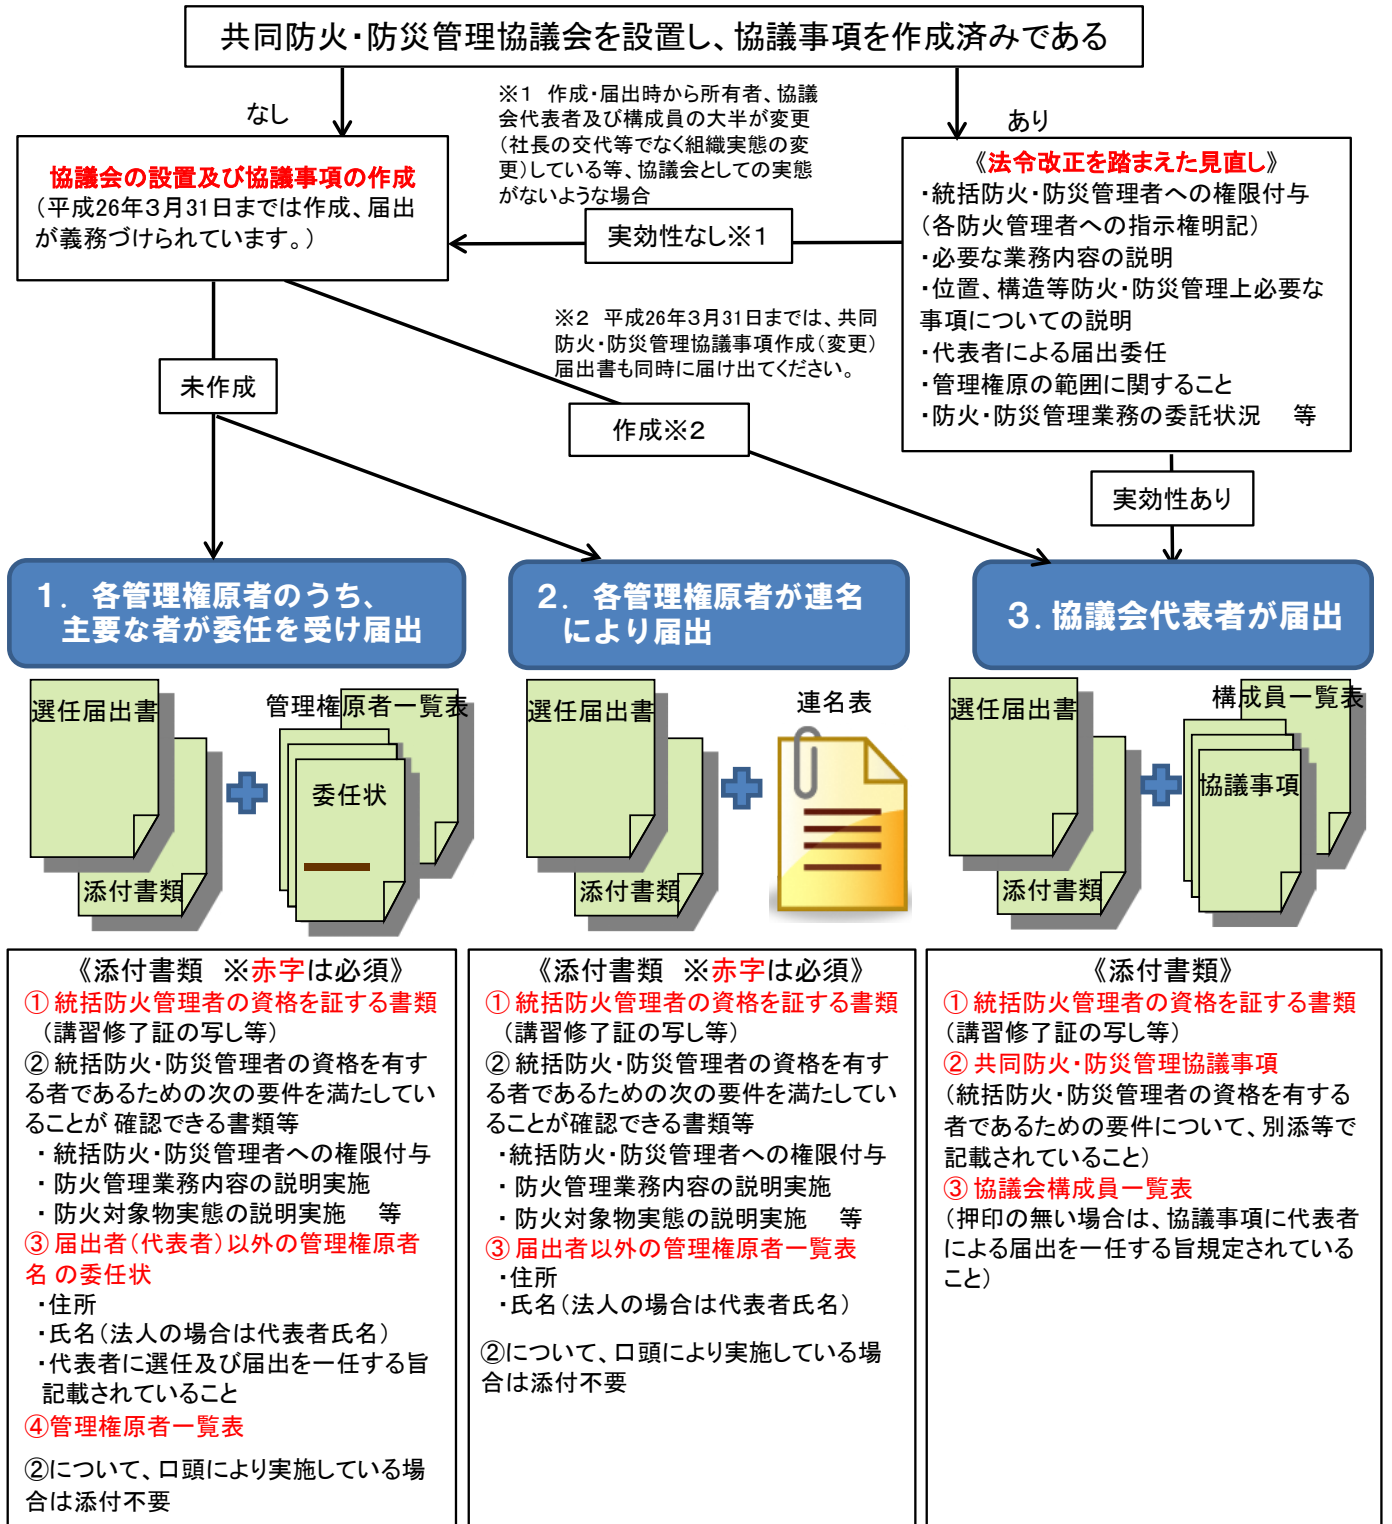 共同防火・防災管理協議会を設置し、協議事項を作成済みである
なし
※1 作成・届出時から所有者、協議
会代表者及び構成員の大半が変更
（社長の交代等でなく組織実態の変
更）している等、協議会としての実態
がないような場合
あり
協議会の設置及び協議事項の作成
（平成26年3月31日までは作成、届出
が義務づけられています。）
実効性なし※1
《法令改正を踏まえた見直し》
・統括防火・防災管理者への権限付与
（各防火管理者への指示権明記）
・必要な業務内容の説明
・位置、構造等防火・防災管理上必要な
事項についての説明
・代表者による届出委任
・管理権原の範囲に関すること
・防火・防災管理業務の委託状況 等
※2 平成26年3月31日までは、共同
防火・防災管理協議事項作成（変更）
届出書も同時に届け出てください。
未作成
作成※2
実効性あり
1. 各管理権原者のうち、
主要な者が委任を受け届出
2. 各管理権原者が連名
により届出
3. 協議会代表者が届出
選任届出書
添付書類
管理権原者一覧表
委任状
選任届出書
添付書類
連名表
選任届出書
添付書類
構成員一覧表
協議事項
《添付書類 ※赤字は必須》
① 統括防火管理者の資格を証する書類
（講習修了証の写し等）
② 統括防火・防災管理者の資格を有す
る者であるための次の要件を満たしてい
ることが 確認できる書類等
・統括防火・防災管理者への権限付与
・防火管理業務内容の説明実施
・防火対象物実態の説明実施 等
③ 届出者（代表者）以外の管理権原者
名 の委任状
・住所
・氏名（法人の場合は代表者氏名）
・代表者に選任及び届出を一任する旨
記載されていること
④管理権原者一覧表
②について、口頭により実施している場
合は添付不要
《添付書類 ※赤字は必須》
① 統括防火管理者の資格を証する書類
（講習修了証の写し等）
② 統括防火・防災管理者の資格を有す
る者であるための次の要件を満たしてい
ることが確認できる書類等
・統括防火・防災管理者への権限付与
・防火管理業務内容の説明実施
・防火対象物実態の説明実施 等
③ 届出者以外の管理権原者一覧表
・住所
・氏名（法人の場合は代表者氏名）
②について、口頭により実施している場
合は添付不要
《添付書類》
① 統括防火管理者の資格を証する書類
（講習修了証の写し等）
② 共同防火・防災管理協議事項
（統括防火・防災管理者の資格を有する
者であるための要件について、別添等で
記載されていること）
③ 協議会構成員一覧表
（押印の無い場合は、協議事項に代表者
による届出を一任する旨規定されている
こと）